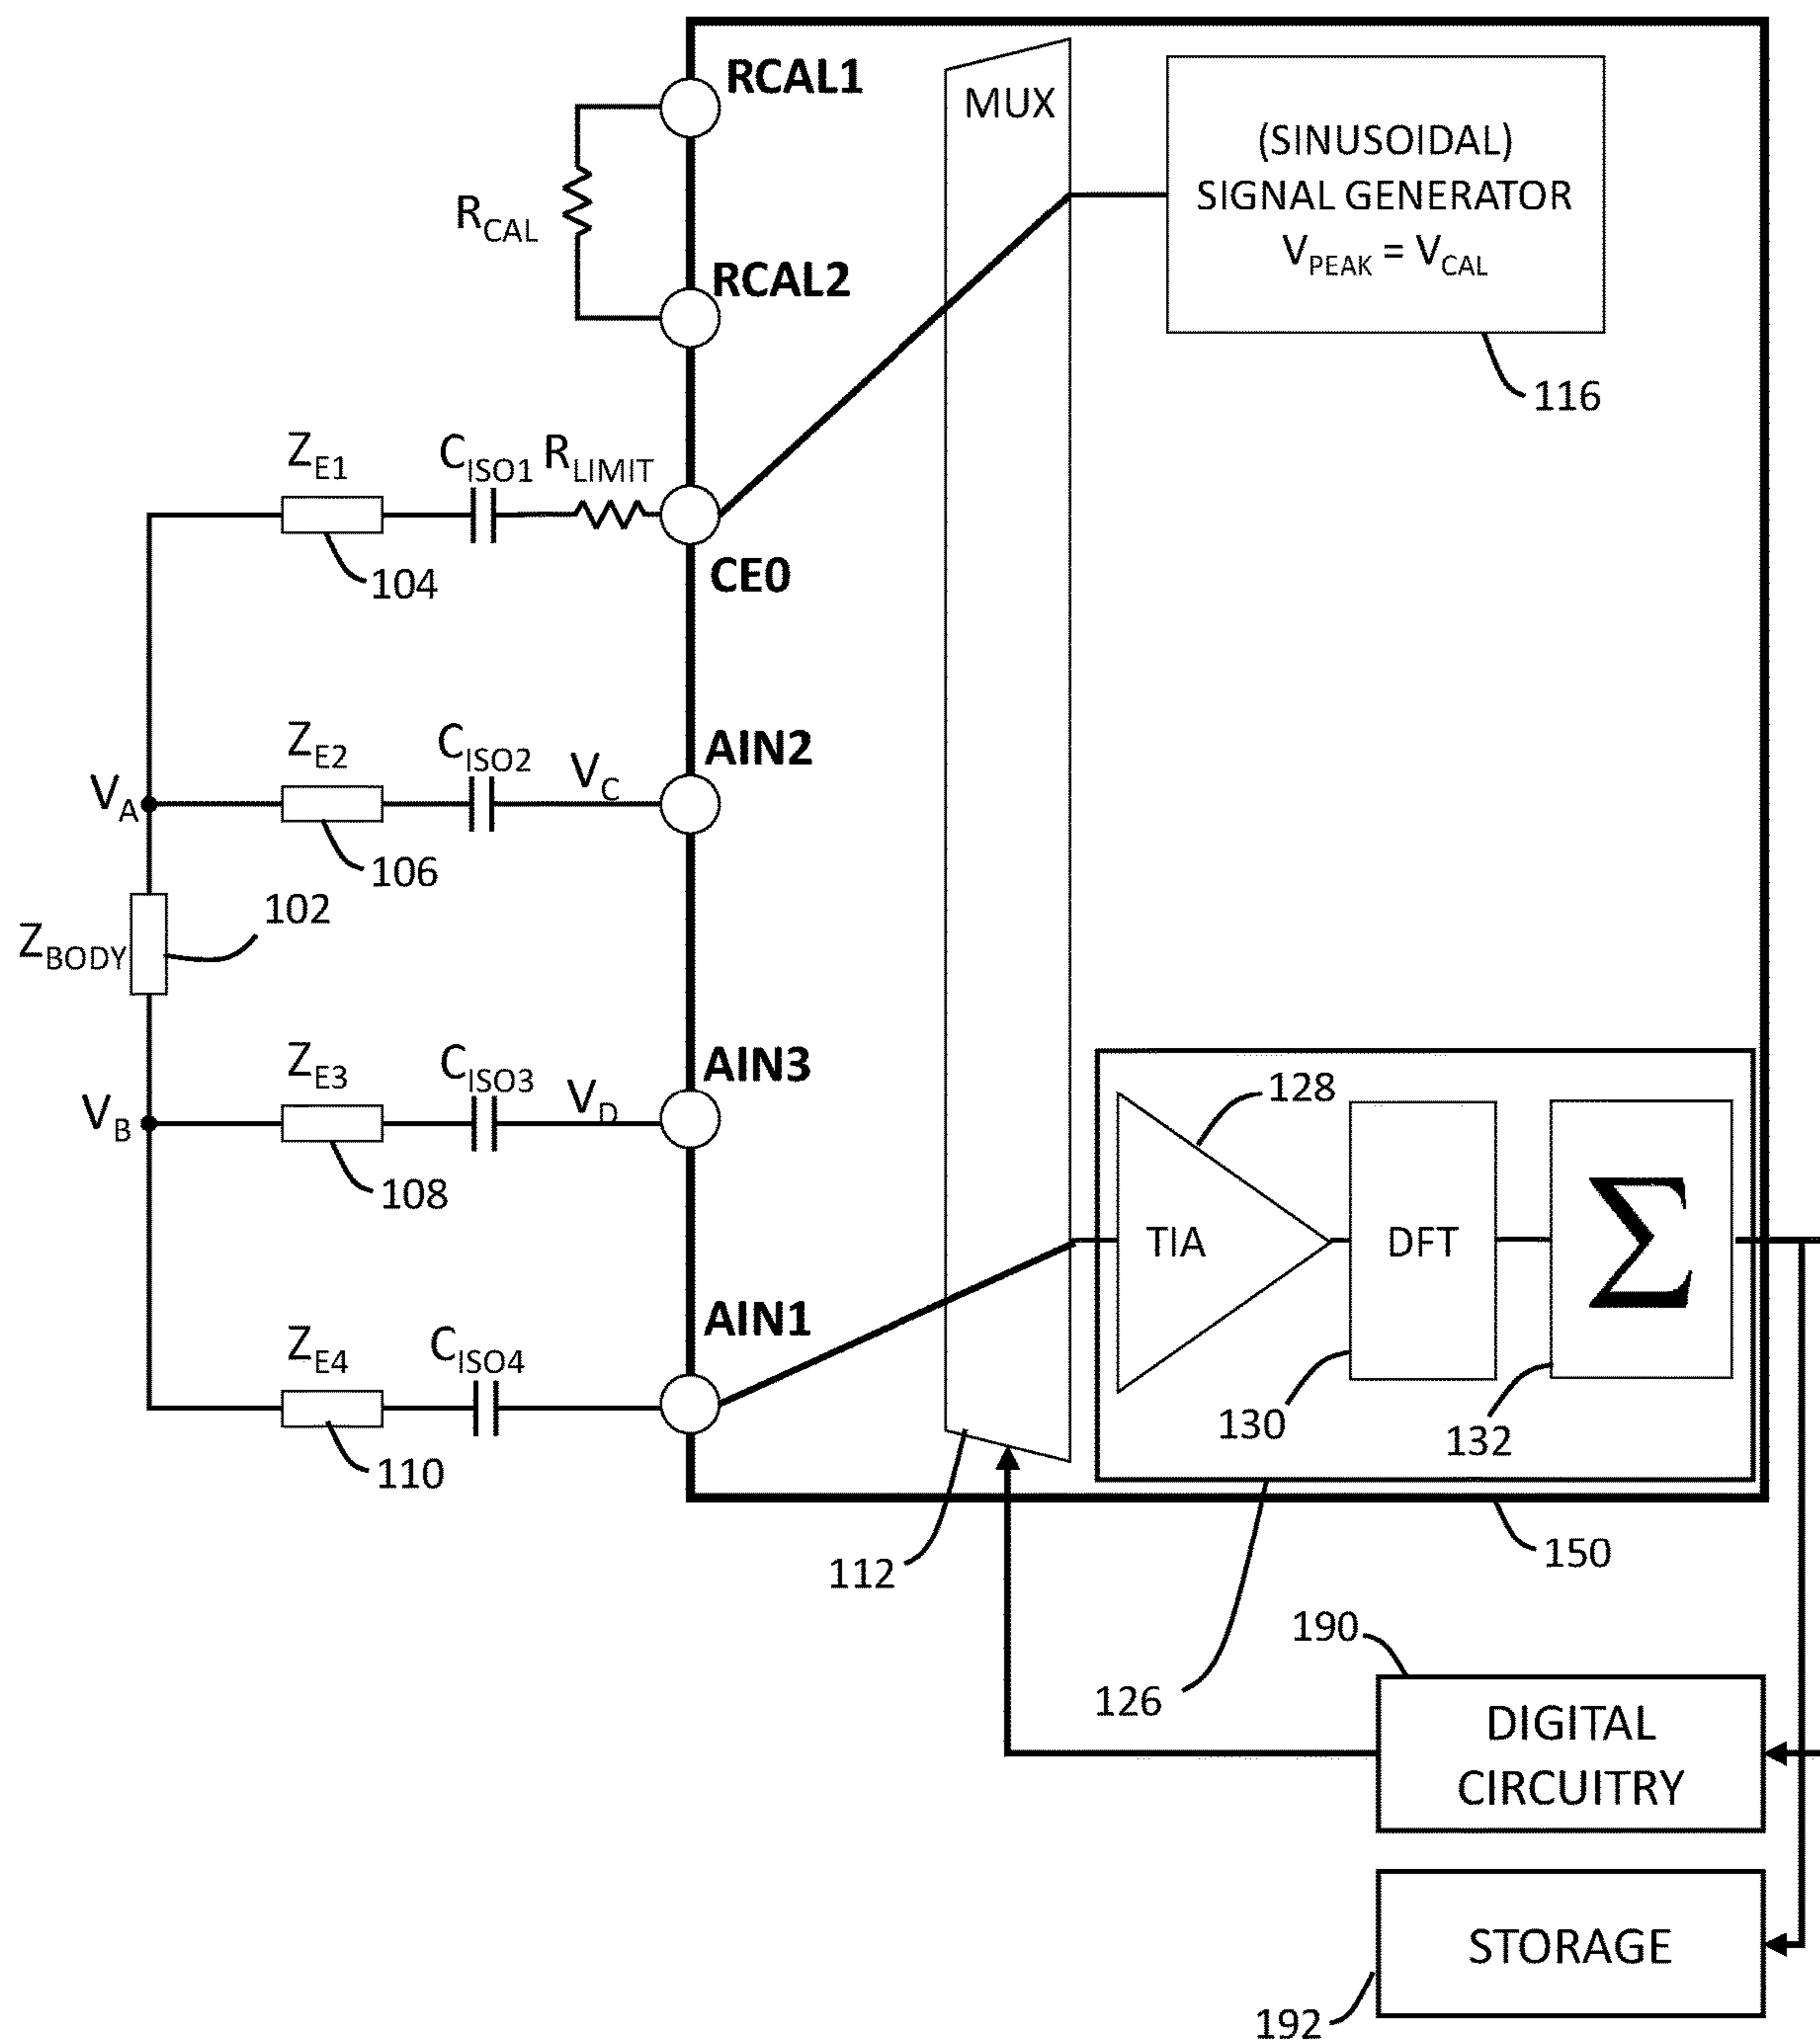 RCAL1
MUX
(SINUSOIDAL)
SIGNAL GENERATOR
VPEAK = VCAL
RCAL
RCAL2
116
ZE1
CISO1
RLIMIT
104
CE0
ZE2
CISO2
VC
AIN2
VA
106
102
ZBODY
ZE3
CISO3
VD
AIN3
VB
108
128
TIA
DFT
Σ
ZE4
CISO4
AIN1
110
130
132
112
150
190
126
DIGITAL
CIRCUITRY
STORAGE
192